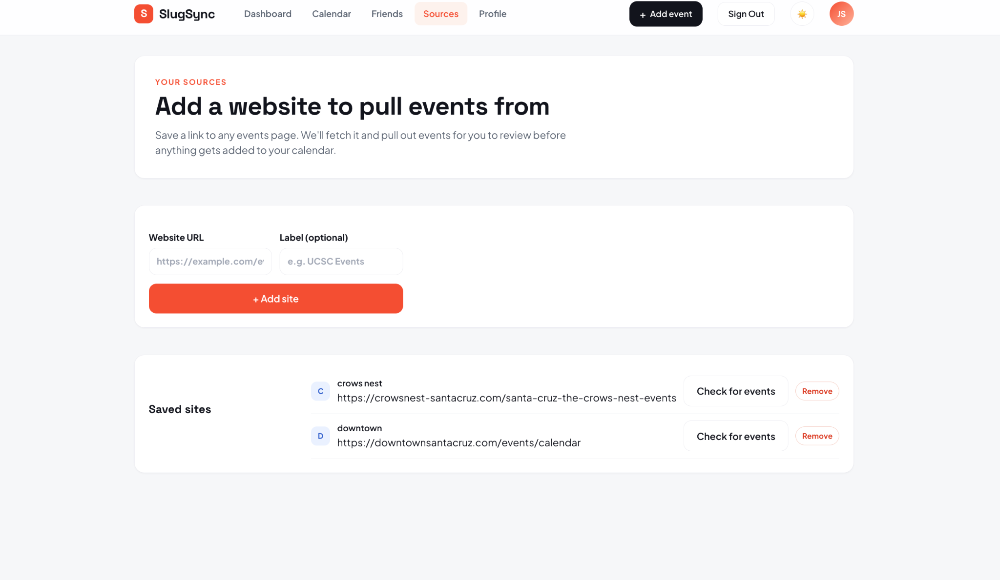 S SlugSync Dashboard Calendar Friends Sources Profile + Add event Sign Out JS
YOUR SOURCES
Add a website to pull events from
Save a link to any events page. We'll fetch it and pull out events for you to review before
anything gets added to your calendar.
Website URL Label (optional)
https://example.com/ev e.g. UCSC Events
+ Add site
Saved sites
C crows nest
https://crowsnest-santacruz.com/santa-cruz-the-crows-nest-events
Check for events Remove
D downtown
https://downtownsantacruz.com/events/calendar
Check for events Remove